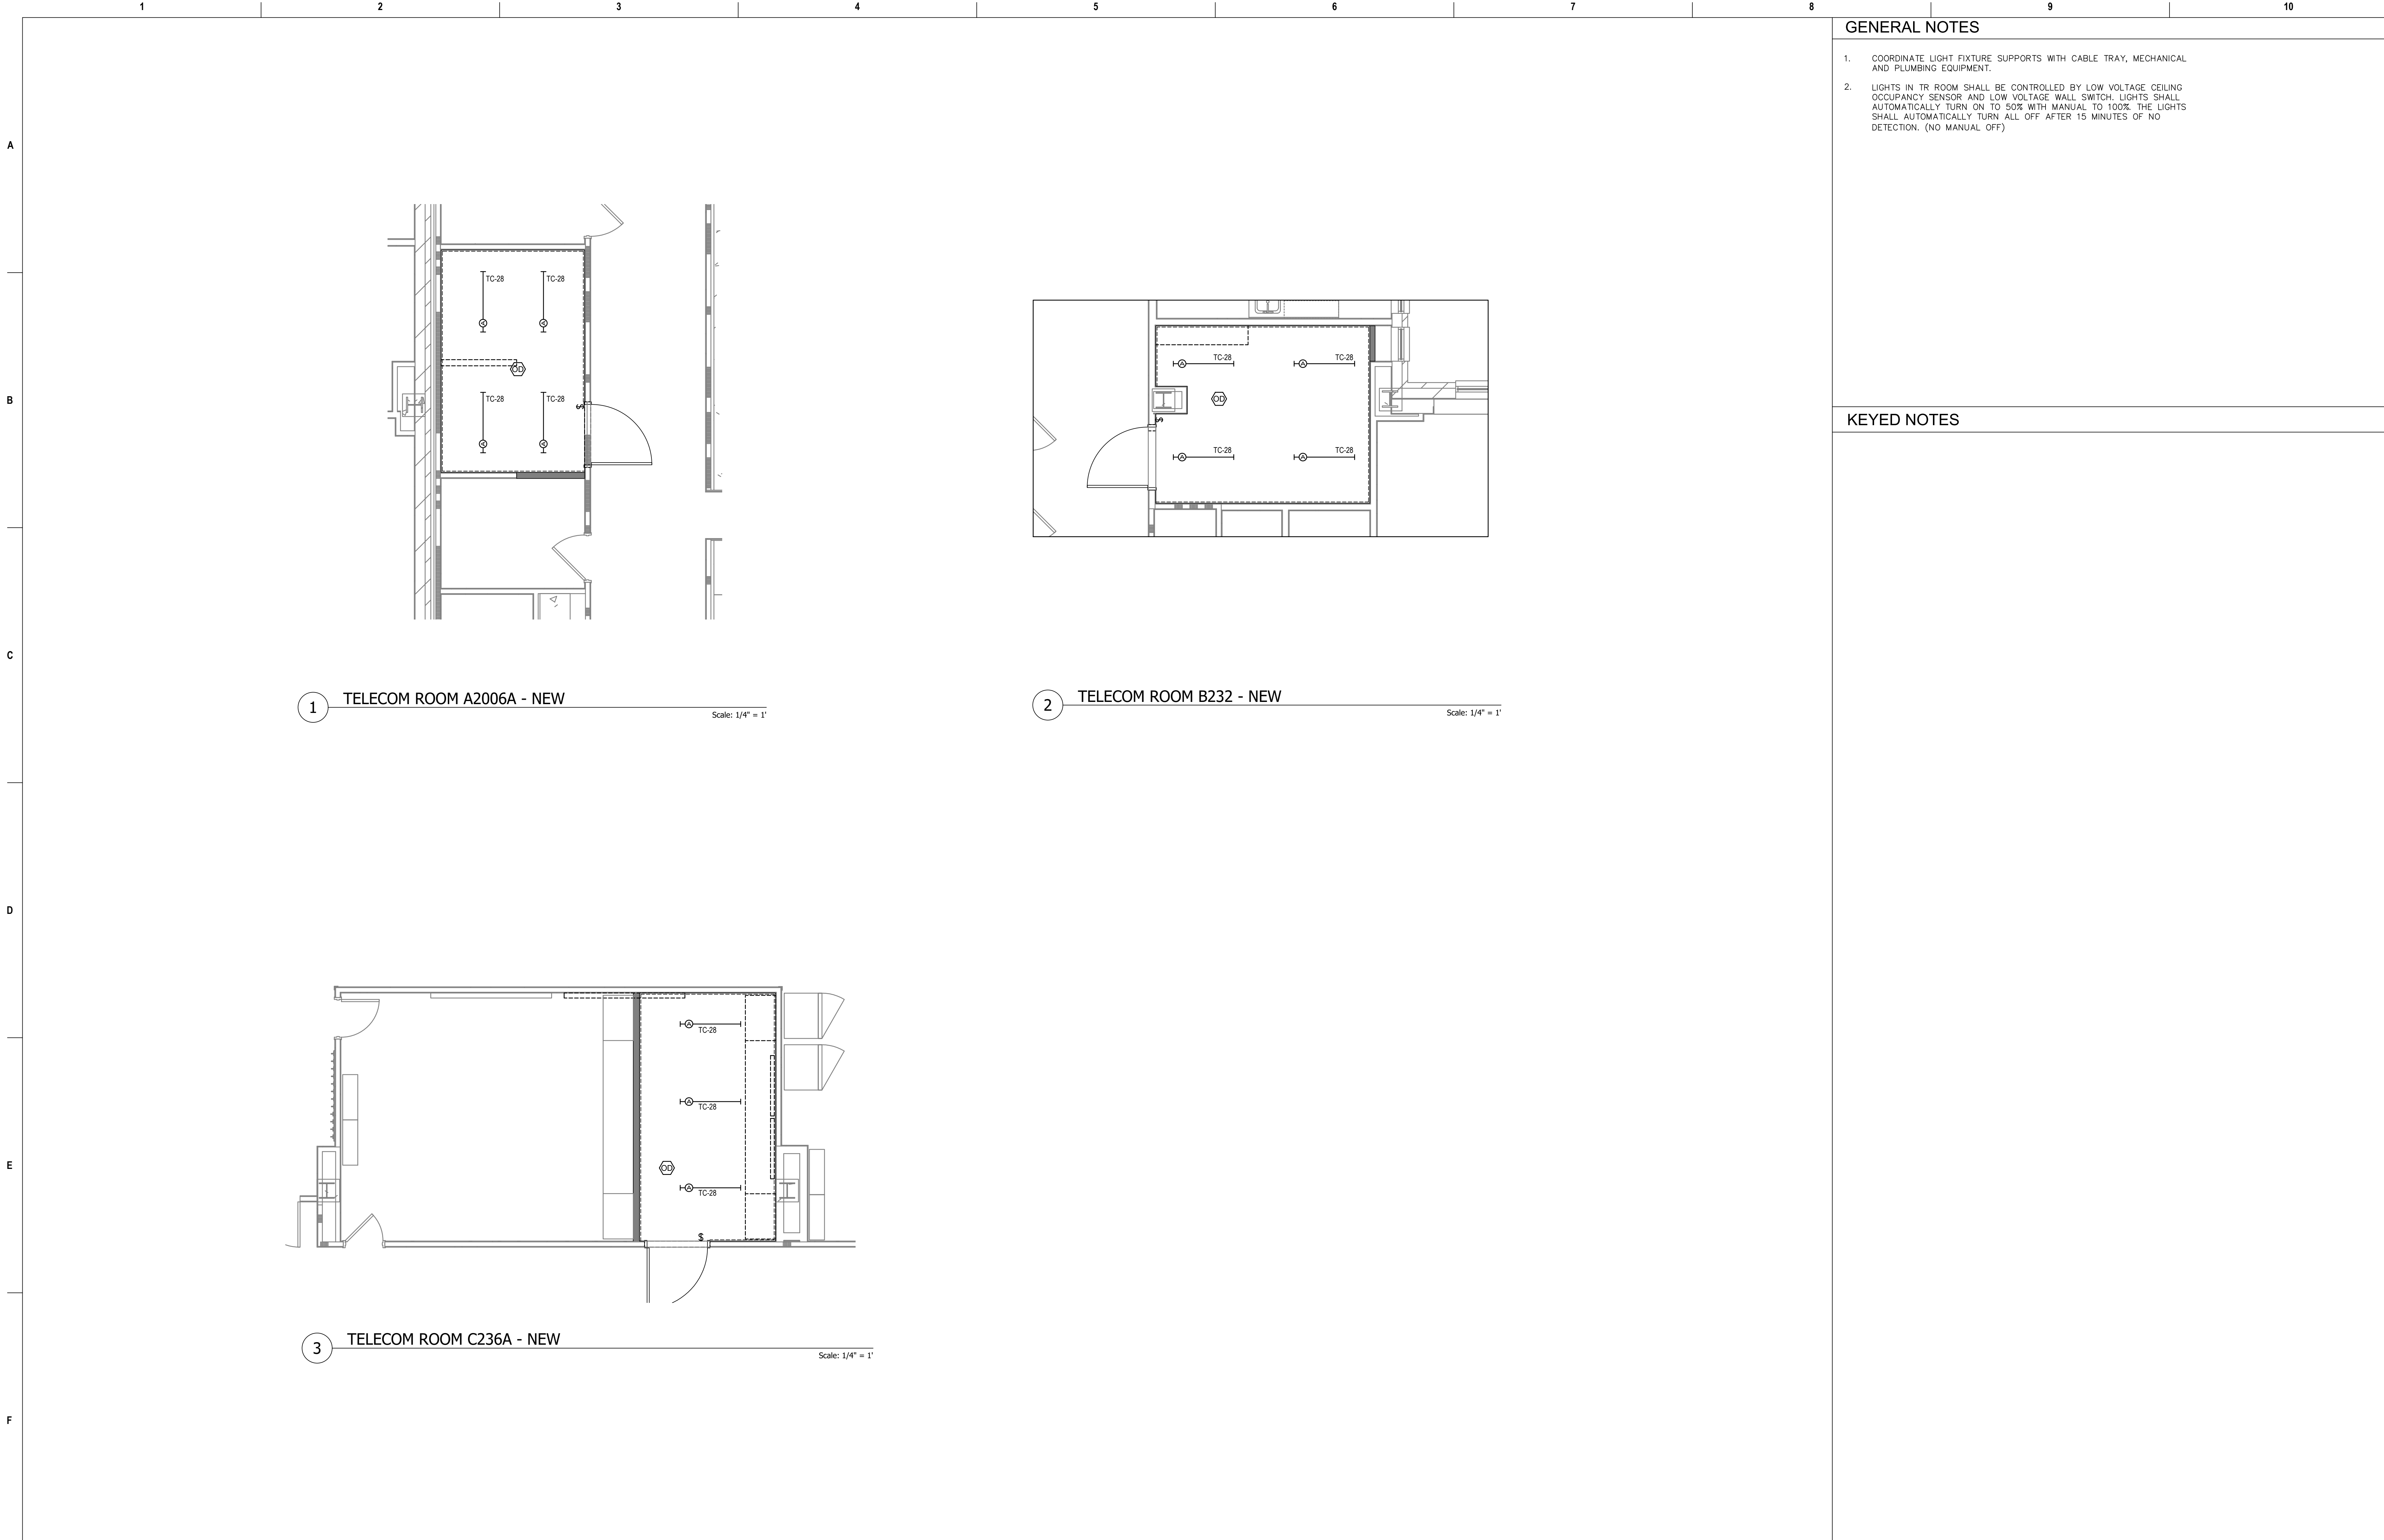 1 2 3 4 5 6 7 8 9 10
GENERAL NOTES
1. COORDINATE LIGHT FIXTURE SUPPORTS WITH CABLE TRAY, MECHANICAL
AND PLUMBING EQUIPMENT.
2. LIGHTS IN TR ROOM SHALL BE CONTROLLED BY LOW VOLTAGE CEILING
OCCUPANCY SENSOR AND LOW VOLTAGE WALL SWITCH. LIGHTS SHALL
AUTOMATICALLY TURN ON TO 50% WITH MANUAL TO 100%. THE LIGHTS
SHALL AUTOMATICALLY TURN ALL OFF AFTER 15 MINUTES OF NO
DETECTION. (NO MANUAL OFF)
KEYED NOTES
A
B
C
D
E
F
TC-28 TC-28
A A
OD
TC-28 TC-28
$
A A
1 TELECOM ROOM A2006A - NEW
Scale: 1/4" = 1'
A TC-28 A TC-28
OD
$
A TC-28 A TC-28
2 TELECOM ROOM B232 - NEW
Scale: 1/4" = 1'
A
TC-28
A
TC-28
OD
A
TC-28
$
3 TELECOM ROOM C236A - NEW
Scale: 1/4" = 1'